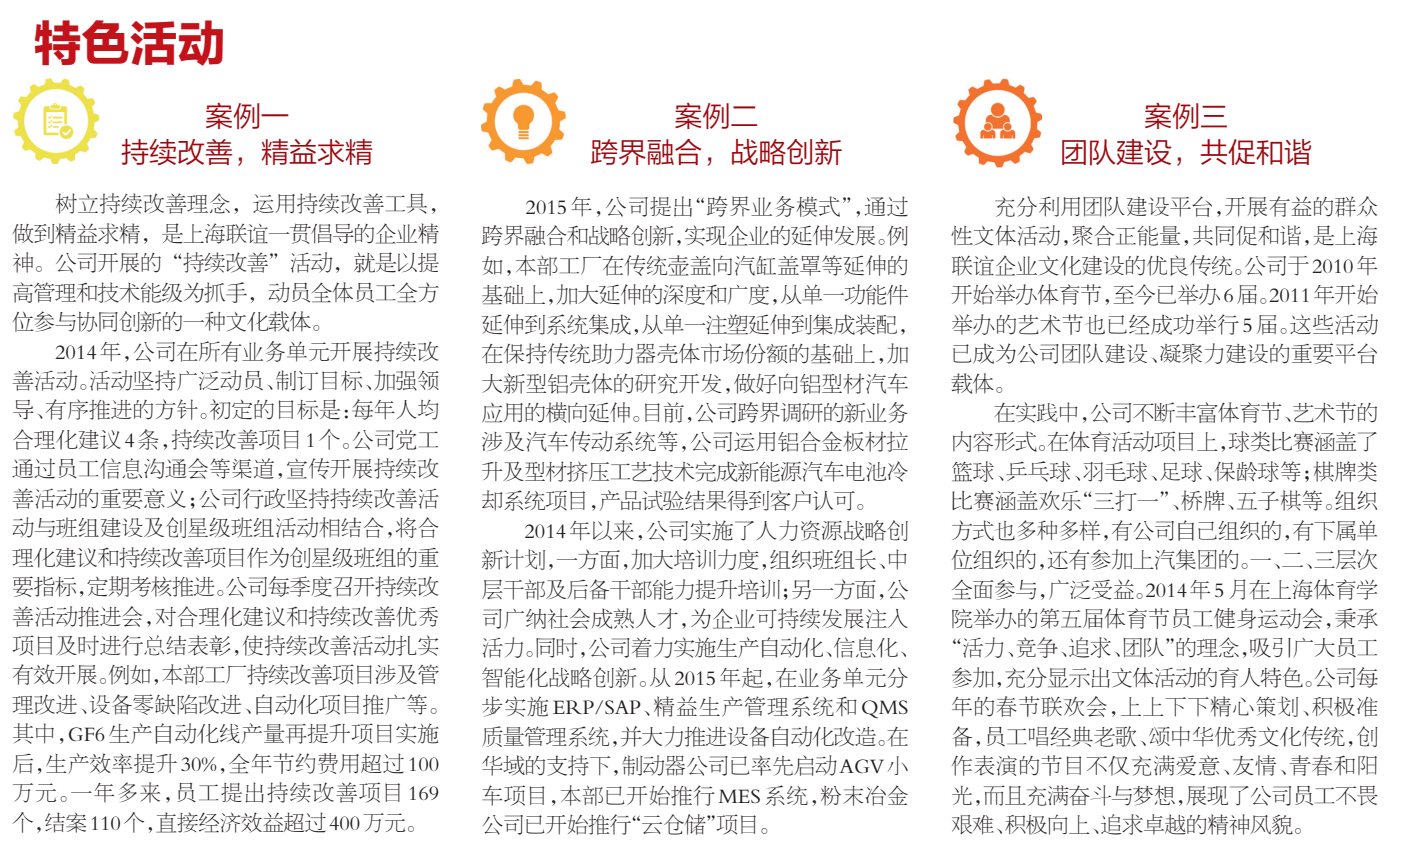 特色活动
案例一
持续改善，精益求精
树立持续改善理念，运用持续改善工具，
做到精益求精，是上海联谊一贯倡导的企业精
神。公司开展的“持续改善”活动，就是以提
高管理和技术能级为抓手，动员全体员工全方
位参与协同创新的一种文化载体。
2014年，公司在所有业务单元开展持续改
善活动。活动坚持广泛动员、制订目标、加强领
导、有序推进的方针。初定的目标是：每年人均
合理化建议4条，持续改善项目1个。公司党工
通过员工信息沟通会等渠道，宣传开展持续改
善活动的重要意义；公司行政坚持持续改善活
动与班组建设及创星级班组活动相结合，将合
理化建议和持续改善项目作为创星级班组的重
要指标，定期考核推进。公司每季度召开持续改
善活动推进会，对合理化建议和持续改善优秀
项目及时进行总结表彰，使持续改善活动扎实
有效开展。例如，本部工厂持续改善项目涉及管
理改进、设备零缺陷改进、自动化项目推广等。
其中，GF6生产自动化线产量再提升项目实施
后，生产效率提升30%，全年节约费用超过100
万元。一年多来，员工提出持续改善项目169
个，结案110个，直接经济效益超过400万元。
案例二
跨界融合，战略创新
2015年，公司提出“跨界业务模式”，通过
跨界融合和战略创新，实现企业的延伸发展。例
如，本部工厂在传统壶盖向汽缸盖罩等延伸的
基础上，加大延伸的深度和广度，从单一功能件
延伸到系统集成，从单一注塑延伸到集成装配，
在保持传统助力器壳体市场份额的基础上，加
大新型铝壳体的研究开发，做好向铝型材汽车
应用的横向延伸。目前，公司跨界调研的新业务
涉及汽车传动系统等，公司运用铝合金板材拉
升及型材挤压工艺技术完成新能源汽车电池冷
却系统项目，产品试验结果得到客户认可。
2014年以来，公司实施了人力资源战略创
新计划，一方面，加大培训力度，组织班组长、中
层干部及后备干部能力提升培训；另一方面，公
司广纳社会成熟人才，为企业可持续发展注入
活力。同时，公司着力实施生产自动化、信息化、
智能化战略创新。从2015年起，在业务单元分
步实施ERP/SAP、精益生产管理系统和QMS
质量管理系统，并大力推进设备自动化改造。在
华域的支持下，制动器公司已率先启动AGV小
车项目，本部已开始推行MES系统，粉末冶金
公司已开始推行“云仓储”项目。
案例三
团队建设，共促和谐
充分利用团队建设平台，开展有益的群众
性文体活动，聚合正能量，共同促和谐，是上海
联谊企业文化建设的优良传统。公司于2010年
开始举办体育节，至今已举办6届。2011年开始
举办的艺术节也已经成功举行5届。这些活动
已成为公司团队建设、凝聚力建设的重要平台
载体。
在实践中，公司不断丰富体育节、艺术节的
内容形式。在体育活动项目上，球类比赛涵盖了
篮球、乒乓球、羽毛球、足球、保龄球等；棋牌类
比赛涵盖欢乐“三打一”、桥牌、五子棋等。组织
方式也多种多样，有公司自己组织的，有下属单
位组织的，还有参加上汽集团的。一、二、三层次
全面参与，广泛受益。2014年5月在上海体育学
院举办的第五届体育节员工健身运动会，秉承
“活力、竞争、追求、团队”的理念，吸引广大员工
参加，充分显示出文体活动的育人特色。公司每
年的春节联欢会，上上下下精心策划、积极准
备，员工唱经典老歌、颂中华优秀文化传统，创
作表演的节目不仅充满爱意、友情、青春和阳
光，而且充满奋斗与梦想，展现了公司员工不畏
艰难、积极向上、追求卓越的精神风貌。